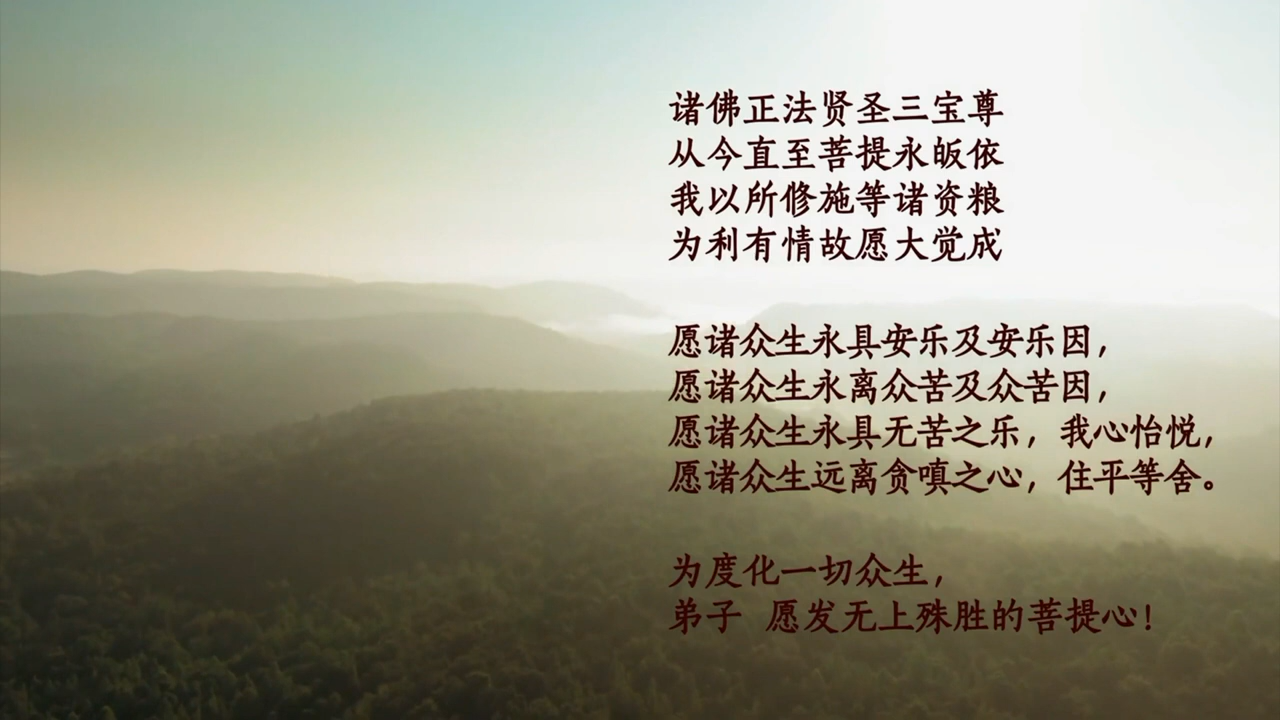 诸佛正法贤圣三宝尊
从今直至菩提永皈依
我以所修施等诸资粮
为利有情故愿大觉成
愿诸众生永具安乐及安乐因，
愿诸众生永离众苦及众苦因，
愿诸众生永具无苦之乐，我心怡悦，
愿诸众生远离贪嗔之心，住平等舍。
为度化一切众生，
弟子 愿发无上殊胜的菩提心！